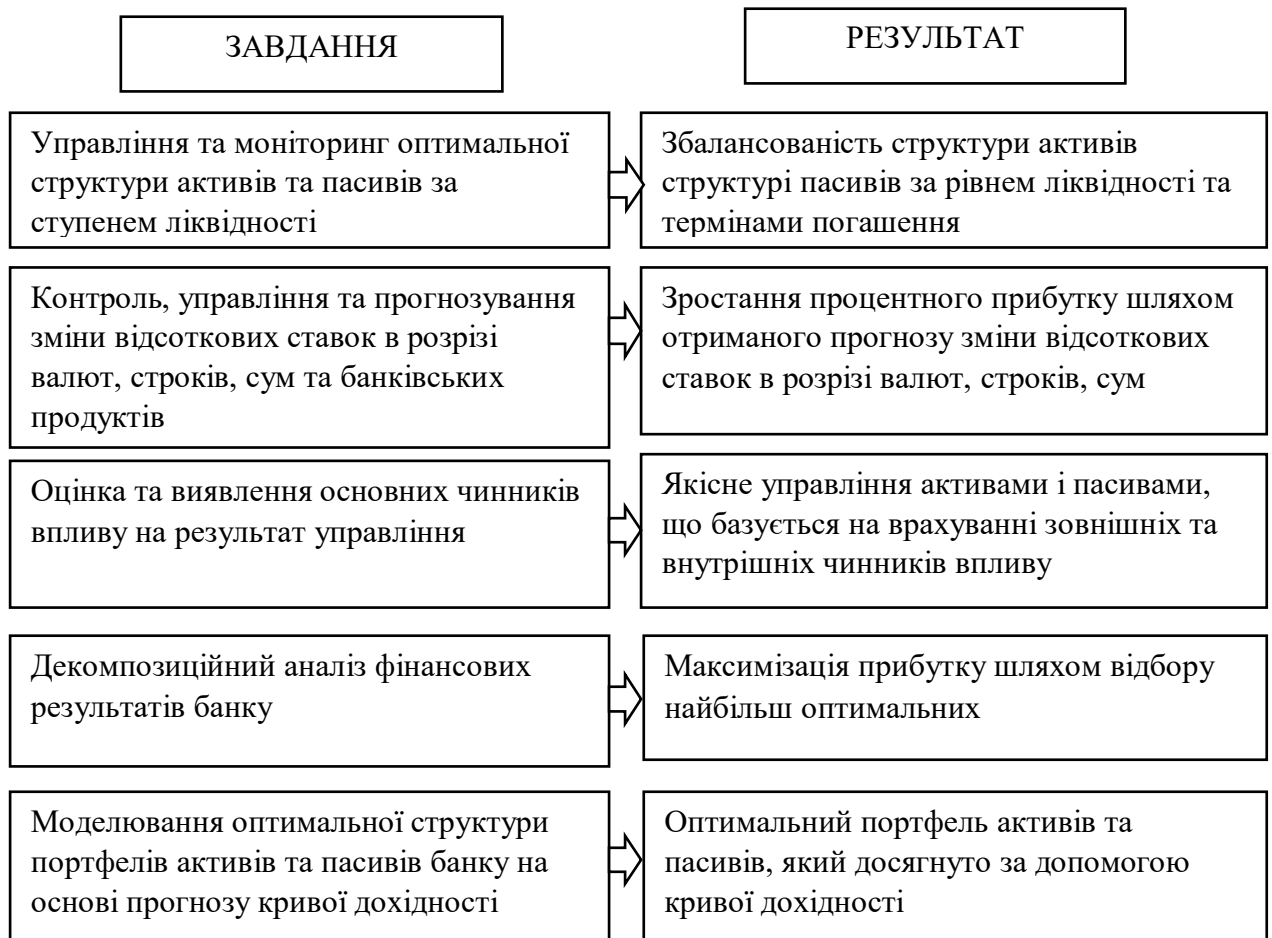 ЗАВДАННЯ
РЕЗУЛЬТАТ
Управління та моніторинг оптимальної
структури активів та пасивів за
ступенем ліквідності
Збалансованість структури активів
структурі пасивів за рівнем ліквідності та
термінами погашення
Контроль, управління та прогнозування
зміни відсоткових ставок в розрізі
валют, строків, сум та банківських
продуктів
Зростання процентного прибутку шляхом
отриманого прогнозу зміни відсоткових
ставок в розрізі валют, строків, сум
Оцінка та виявлення основних чинників
впливу на результат управління
Якісне управління активами і пасивами,
що базується на врахуванні зовнішніх та
внутрішніх чинників впливу
Декомпозиційний аналіз фінансових
результатів банку
Максимізація прибутку шляхом відбору
найбільш оптимальних
Моделювання оптимальної структури
портфелів активів та пасивів банку на
основі прогнозу кривої дохідності
Оптимальний портфель активів та
пасивів, який досягнуто за допомогою
кривої дохідності